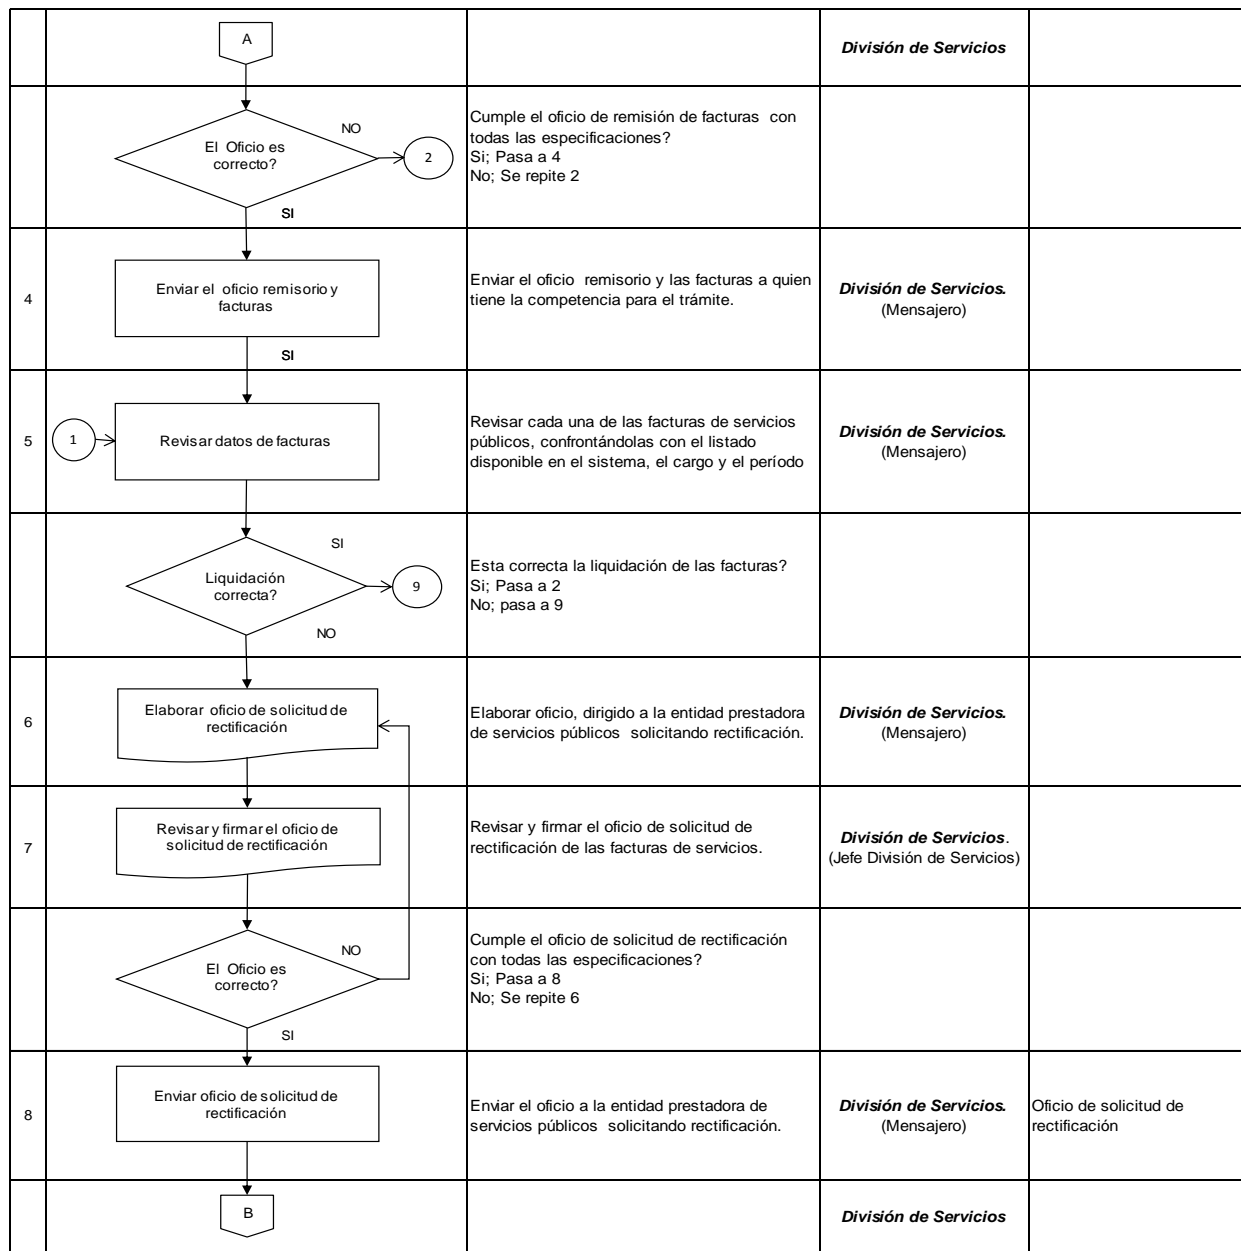 A
División de Servicios
El Oficio es
correcto?
NO
2
SI
Cumple el oficio de remisión de facturas con
todas las especificaciones?
Si; Pasa a 4
No; Se repite 2
4
Enviar el oficio remisorio y
facturas
SI
Enviar el oficio remisorio y las facturas a quien
tiene la competencia para el trámite.
División de Servicios.
(Mensajero)
5
1
Revisar datos de facturas
Revisar cada una de las facturas de servicios
públicos, confrontándolas con el listado
disponible en el sistema, el cargo y el período
División de Servicios.
(Mensajero)
SI
Liquidación
correcta?
9
NO
Esta correcta la liquidación de las facturas?
Si; Pasa a 2
No; pasa a 9
6
Elaborar oficio de solicitud de
rectificación
Elaborar oficio, dirigido a la entidad prestadora
de servicios públicos solicitando rectificación.
División de Servicios.
(Mensajero)
7
Revisar y firmar el oficio de
solicitud de rectificación
Revisar y firmar el oficio de solicitud de
rectificación de las facturas de servicios.
División de Servicios.
(Jefe División de Servicios)
El Oficio es
correcto?
NO
SI
Cumple el oficio de solicitud de rectificación
con todas las especificaciones?
Si; Pasa a 8
No; Se repite 6
8
Enviar oficio de solicitud de
rectificación
Enviar el oficio a la entidad prestadora de
servicios públicos solicitando rectificación.
División de Servicios.
(Mensajero)
Oficio de solicitud de
rectificación
B
División de Servicios